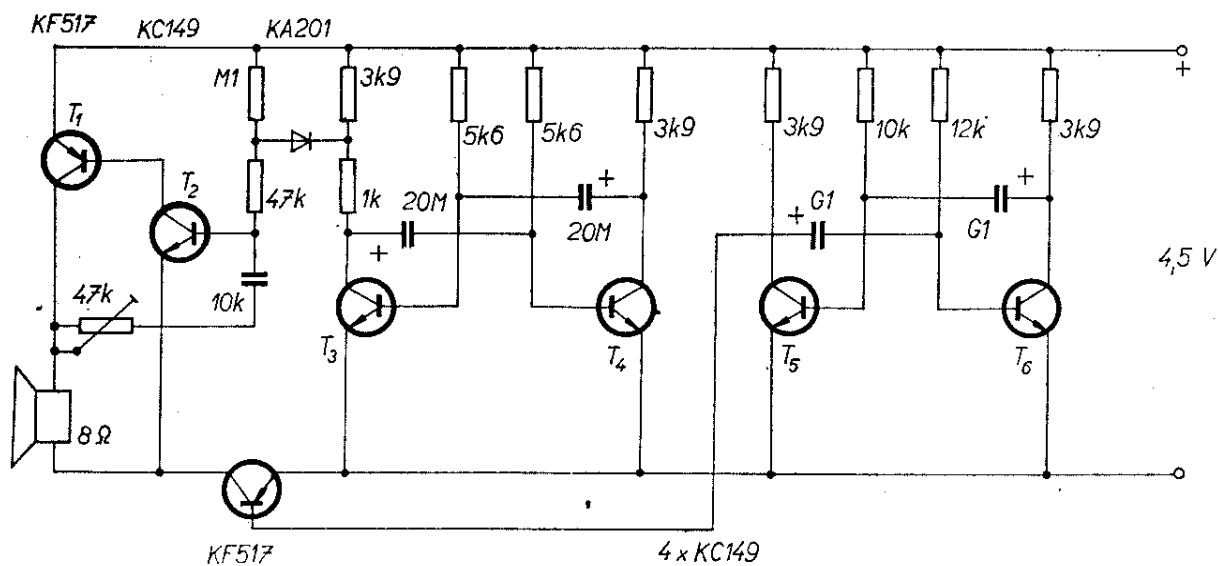 KF517 KC149 KA201
M1 3k9 5k6 5k6 3k9 3k9 10k 12k 3k9
+
T1
T2
47k 1k 20M + 20M + G1 + G1
+
4,5 V
47k 10k
T3 T4 T5 T6
8Ω
KF517 4 x KC149